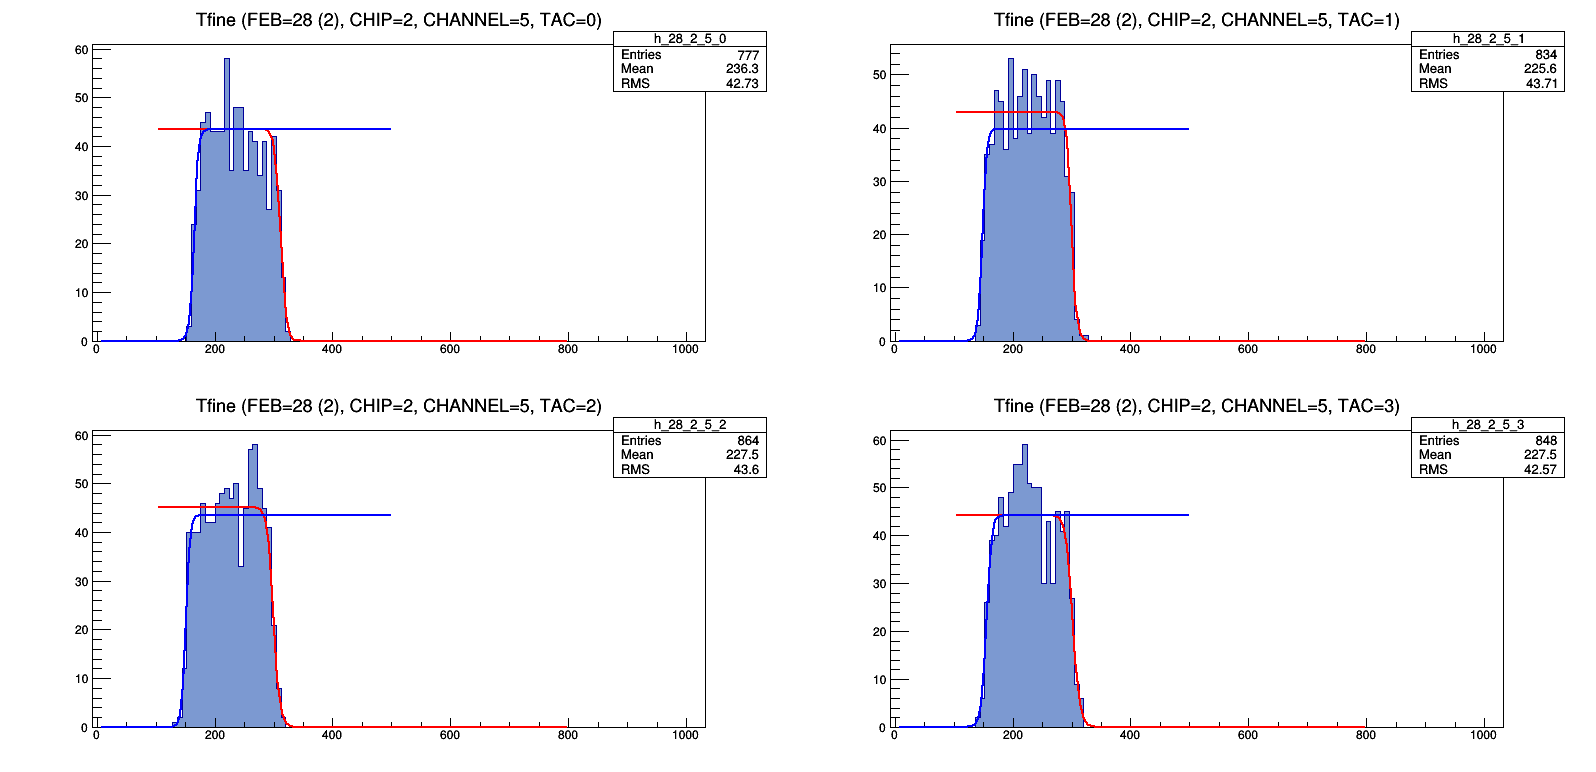 Tfine (FEB=28 (2), CHIP=2, CHANNEL=5, TAC=0)
h_28_2_5_0
Entries 777
Mean 236.3
RMS 42.73
60
50
40
30
20
10
0
0 200 400 600 800 1000
Tfine (FEB=28 (2), CHIP=2, CHANNEL=5, TAC=1)
h_28_2_5_1
Entries 834
Mean 225.6
RMS 43.71
50
40
30
20
10
0
0 200 400 600 800 1000
Tfine (FEB=28 (2), CHIP=2, CHANNEL=5, TAC=2)
h_28_2_5_2
Entries 864
Mean 227.5
RMS 43.6
60
50
40
30
20
10
0
0 200 400 600 800 1000
Tfine (FEB=28 (2), CHIP=2, CHANNEL=5, TAC=3)
h_28_2_5_3
Entries 848
Mean 227.5
RMS 42.57
60
50
40
30
20
10
0
0 200 400 600 800 1000